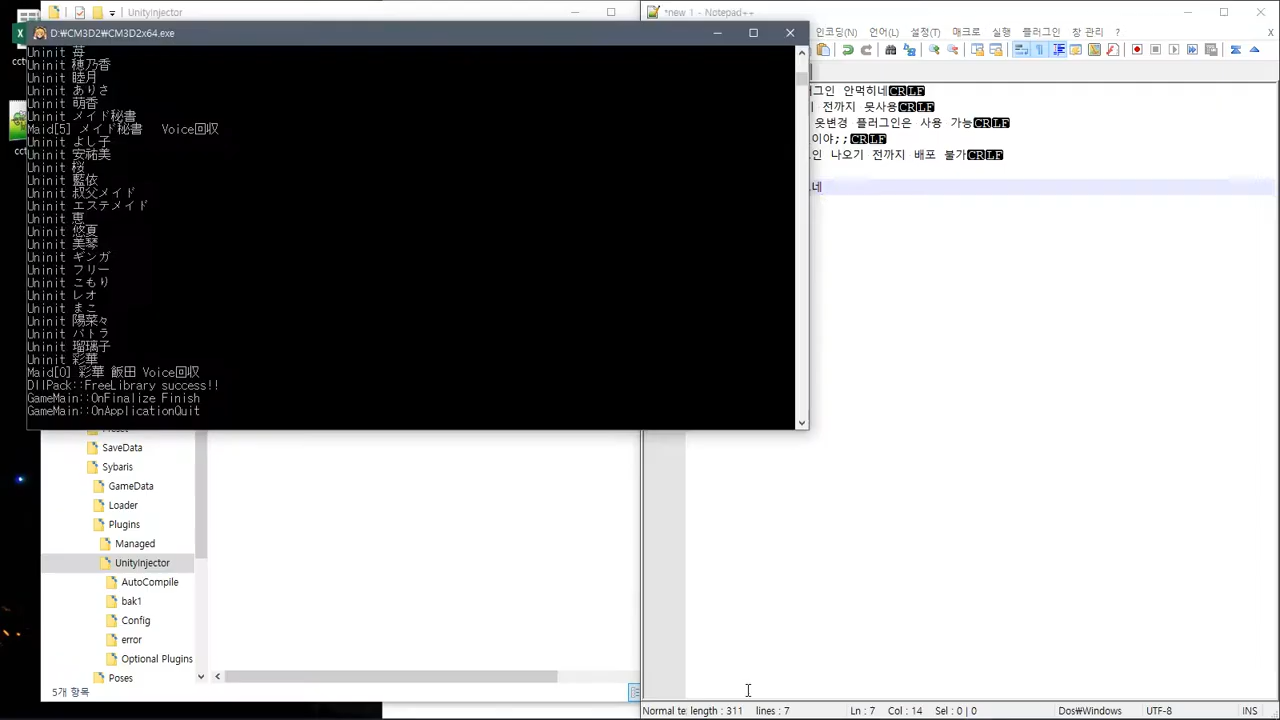 UnityInjector
*new 1 - Notepad++
D:₩CM3D2₩CM3D2x64.exe
인코딩(N) 언어(L) 설정(T) 매크로 실행 플러그인 창 관리 ? X
Uninit 苺
Uninit 穂乃香
Uninit 睦月
Uninit ありさ
Uninit 萌香
Uninit メイド秘書
Maid[5] メイド秘書 Voice回収
Uninit よし子
Uninit 安祐美
Uninit 桜
Uninit 藍依
Uninit 叔父メイド
Uninit エステメイド
Uninit 恵
Uninit 悠夏
Uninit 美琴
Uninit ギンガ
Uninit フリー
Uninit こもり
Uninit レオ
Uninit まこ
Uninit 陽菜々
Uninit パトラ
Uninit 瑠璃子
Uninit 彩華
Maid[0] 彩華 飯田 Voice回収
DllPack::FreeLibrary success!!
GameMain::OnFinalize Finish
GameMain::OnApplicationQuit
그인 안먹히네CRLF
전까지 못사용CRLF
옷변경 플러그인은 사용 가능CRLF
이야;;CRLF
인 나오기 전까지 배포 불가CRLF
네
Preset
SaveData
Sybaris
GameData
Loader
Plugins
Managed
UnityInjector
AutoCompile
bak1
Config
error
Optional Plugins
Poses
5개 항목
Normal te length : 311 lines : 7 Ln : 7 Col : 14 Sel : 0 | 0 Dos₩Windows UTF-8 INS